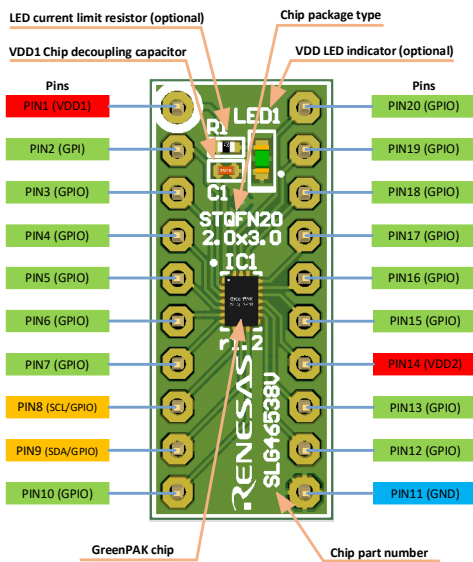 LED current limit resistor (optional)
Chip package type
VDD1 Chip decoupling capacitor
VDD LED indicator (optional)
Pins
Pins
PIN1 (VDD1)
PIN20 (GPIO)
PIN2 (GPI)
PIN19 (GPIO)
PIN3 (GPIO)
PIN18 (GPIO)
PIN4 (GPIO)
PIN17 (GPIO)
PIN5 (GPIO)
PIN16 (GPIO)
PIN6 (GPIO)
PIN15 (GPIO)
PIN7 (GPIO)
PIN14 (VDD2)
PIN8 (SCL/GPIO)
PIN13 (GPIO)
PIN9 (SDA/GPIO)
PIN12 (GPIO)
PIN10 (GPIO)
PIN11 (GND)
LED1
R1
C1
STQFN20
2.0x3.0
IC1
RENESAS
SLG46538V
GreenPAK chip
Chip part number